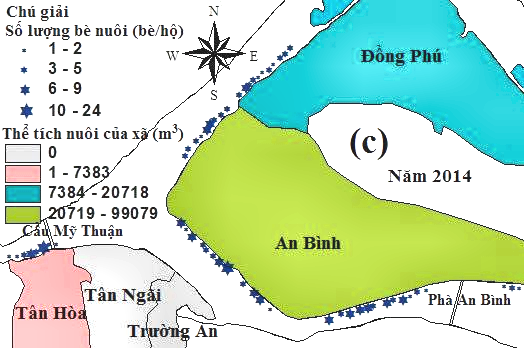 Chú giải
Số lượng bè nuôi (bè/hộ)
1 - 2
3 - 5
6 - 9
10 - 24
Thể tích nuôi của xã (m³)
0
1 - 7383
7384 - 20718
20719 - 99079
Cầu Mỹ Thuận
N
W E
S
Đồng Phú
(c)
Năm 2014
An Bình
Tân Ngãi
Tân Hòa
Trường An
Phà An Bình